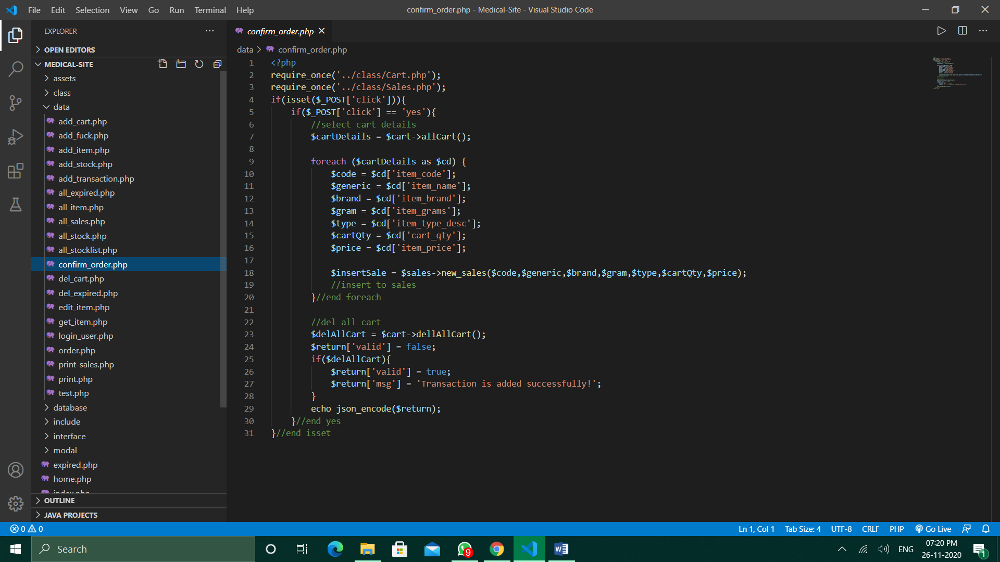 File Edit Selection View Go Run Terminal Help
confirm_order.php - Medical-Site - Visual Studio Code
EXPLORER
OPEN EDITORS
MEDICAL-SITE
assets
class
data
add_cart.php
add_fuck.php
add_item.php
add_stock.php
add_transaction.php
all_expired.php
all_item.php
all_sales.php
all_stock.php
all_stocklist.php
confirm_order.php
del_cart.php
del_expired.php
edit_item.php
get_item.php
login_user.php
order.php
print-sales.php
print.php
test.php
database
include
interface
modal
expired.php
home.php
index.php
OUTLINE
JAVA PROJECTS
confirm_order.php
data > confirm_order.php
1 <?php
2 require_once('../class/Cart.php');
3 require_once('../class/Sales.php');
4 if(isset($_POST['click'])){
5 if($_POST['click'] == 'yes'){
6 //select cart details
7 $cartDetails = $cart->allCart();
8
9 foreach ($cartDetails as $cd) {
10 $code = $cd['item_code'];
11 $generic = $cd['item_name'];
12 $brand = $cd['item_brand'];
13 $gram = $cd['item_grams'];
14 $type = $cd['item_type_desc'];
15 $cartQty = $cd['cart_qty'];
16 $price = $cd['item_price'];
17
18 $insertSale = $sales->new_sales($code,$generic,$brand,$gram,$type,$cartQty,$price);
19 //insert to sales
20 }//end foreach
21
22 //del all cart
23 $delAllCart = $cart->dellAllCart();
24 $return['valid'] = false;
25 if($delAllCart){
26 $return['valid'] = true;
27 $return['msg'] = 'Transaction is added successfully!';
28 }
29 echo json_encode($return);
30 }//end yes
31 }//end isset
0 0
Ln 1, Col 1 Tab Size: 4 UTF-8 CRLF PHP Go Live
Search
9
W
ENG
07:20 PM
26-11-2020
1